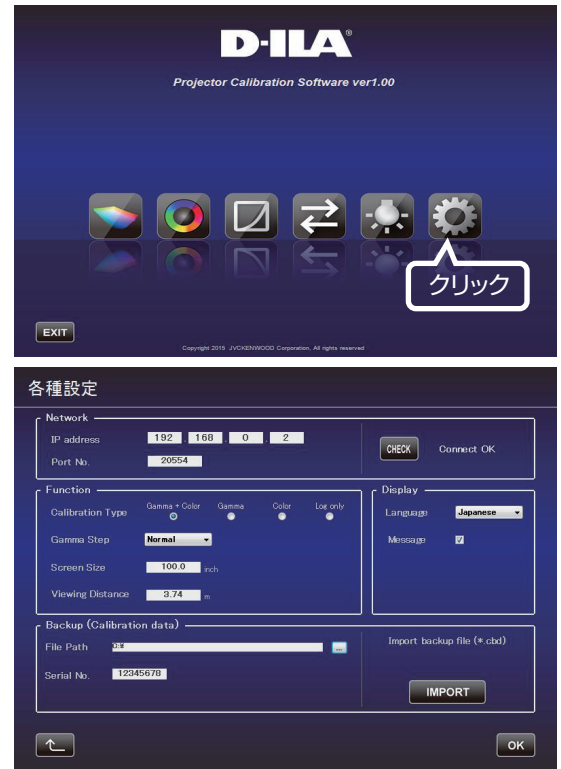 D-ILA®
Projector Calibration Software ver1.00
クリック
EXIT
Copyright 2015 JVCKENWOOD Corporation, All rights reserved
各種設定
Network
IP address 192 . 168 . 0 . 2
Port No. 20554
CHECK Connect OK
Function
Calibration Type Gamma + Color Gamma Color Log only
Gamma Step Normal
Screen Size 100.0 inch
Viewing Distance 3.74 m
Display
Language Japanese
Message
Backup (Calibration data)
File Path C:¥ ...
Serial No. 12345678
Import backup file (*.cbd)
IMPORT
OK